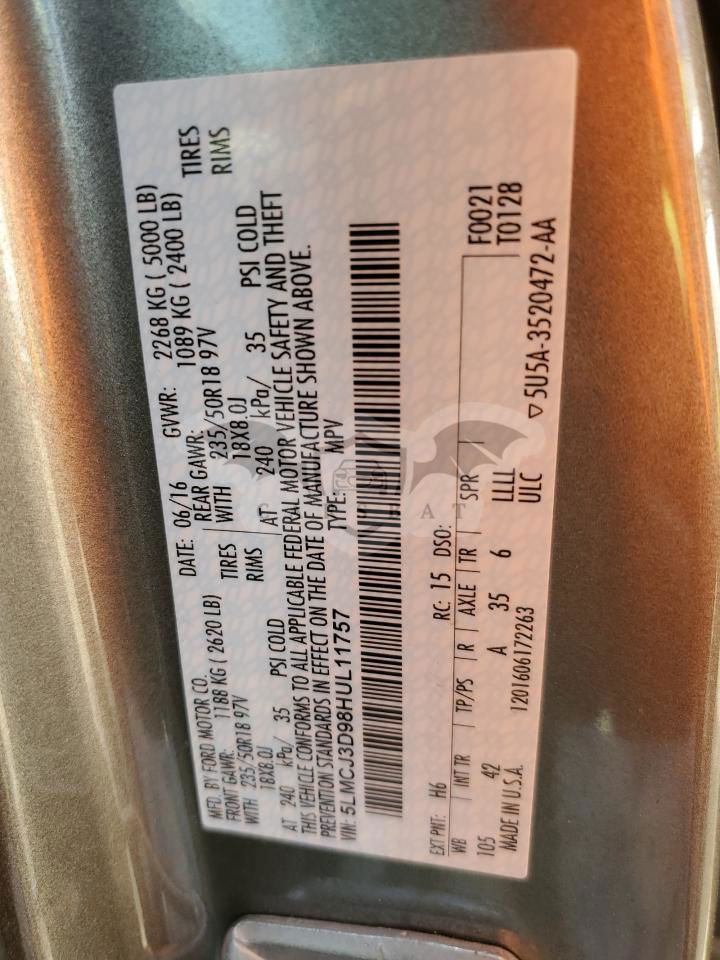 MFD. BY FORD MOTOR CO.
DATE: 06/16 GVWR: 2268 KG ( 5000 LB)
FRONT GAWR: 1188 KG ( 2620 LB) REAR GAWR: 1089 KG ( 2400 LB)
WITH 235/50R18 97V TIRES WITH 235/50R18 97V TIRES
18X8.0J RIMS 18X8.0J RIMS
AT 240 kPa/ 35 PSI COLD AT 240 kPa/ 35 PSI COLD
THIS VEHICLE CONFORMS TO ALL APPLICABLE FEDERAL MOTOR VEHICLE SAFETY AND THEFT
PREVENTION STANDARDS IN EFFECT ON THE DATE OF MANUFACTURE SHOWN ABOVE.
VIN: 5LMCJ3D98HUL11757 TYPE: MPV
EXT PNT: H6 RC: 15 DSO: F0021
WB INT TR TP/PS R AXLE TR SPR T0128
105 42 A 35 6 LLLL
MADE IN U.S.A. 1201606172263 ULC
▽5U5A-3520472-AA